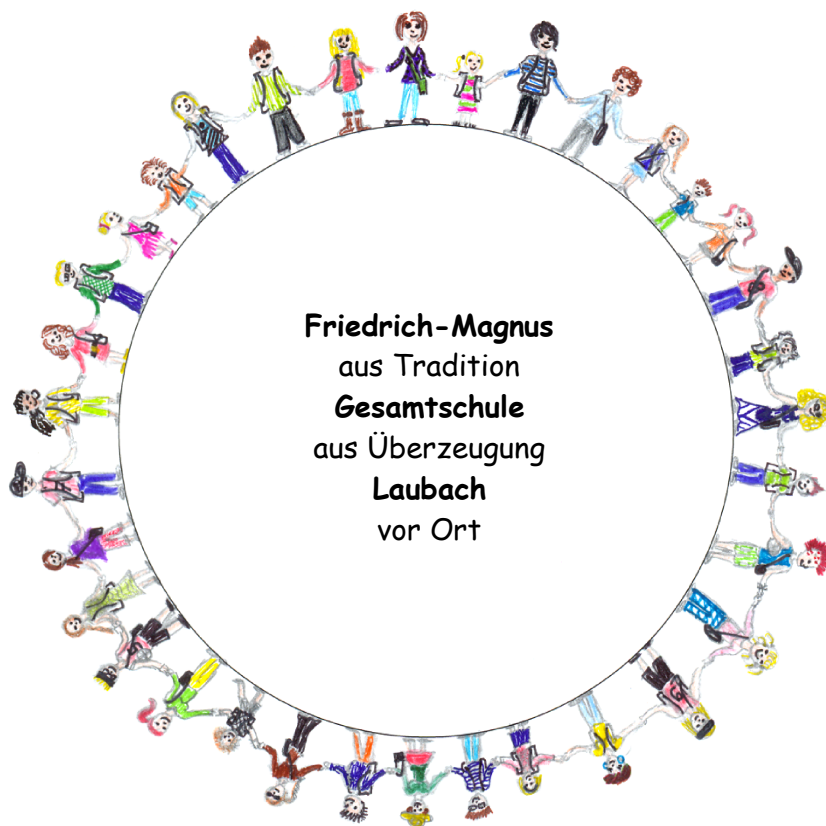 Friedrich-Magnus
aus Tradition
Gesamtschule
aus Überzeugung
Laubach
vor Ort